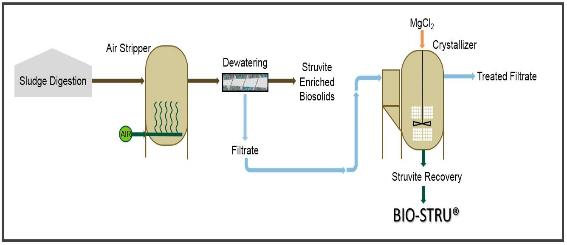 MgCl₂
Crystallizer
Air Stripper
Dewatering
Sludge Digestion
Struvite
Enriched
Biosolids
Treated Filtrate
AIR
Filtrate
Struvite Recovery
BIO-STRU®